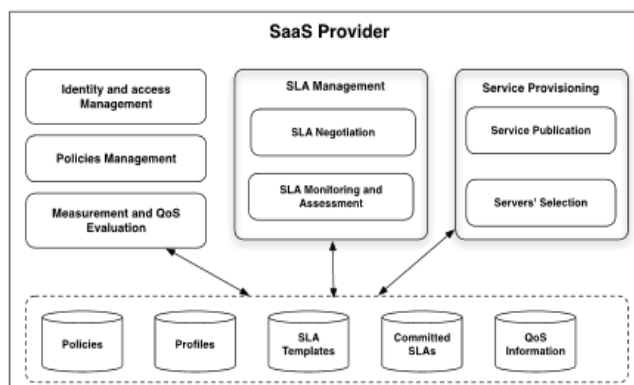 SaaS Provider
Identity and access
Management
Policies Management
Measurement and QoS
Evaluation
SLA Management
SLA Negotiation
SLA Monitoring and
Assessment
Service Provisioning
Service Publication
Servers' Selection
Policies
Profiles
SLA
Templates
Committed
SLAs
QoS
Information